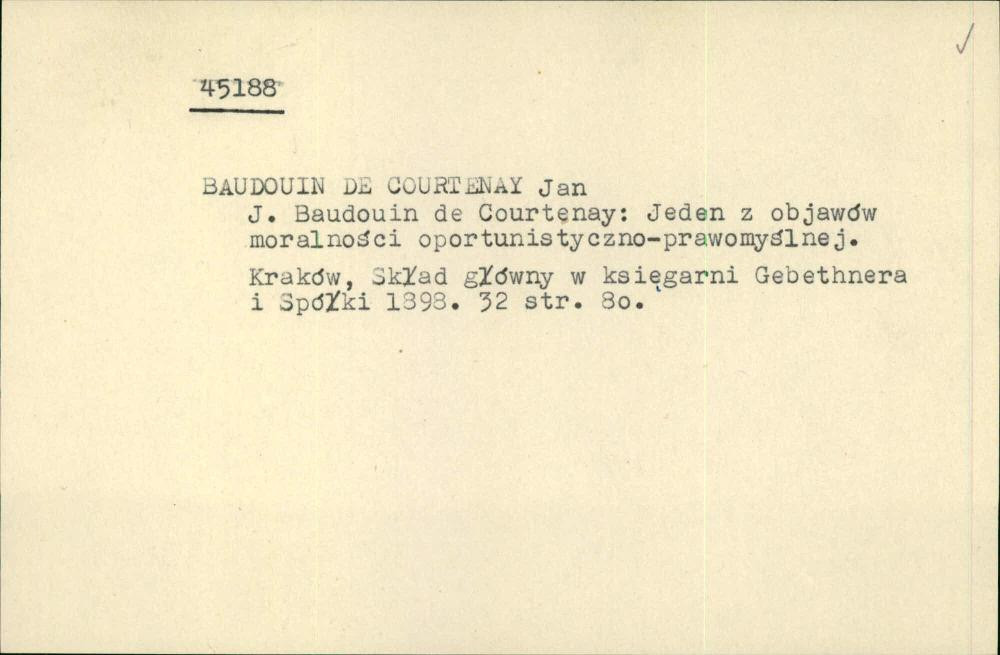 45188
BAUDOUIN DE COURTENAY Jan
J. Baudouin de Courtenay: Jeden z objawów
moralności oportunistyczno-prawomyślnej.
Kraków, Skład główny w księgarni Gebethnera
i Spółki 1898. 32 str. 8o.